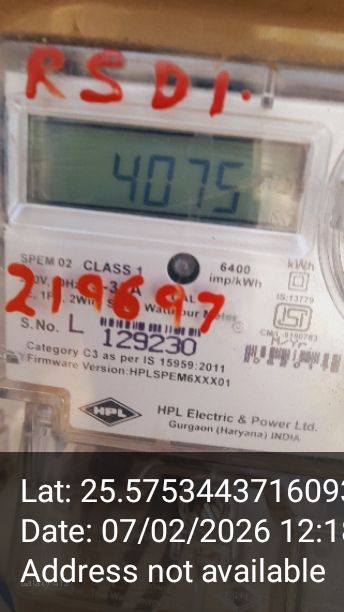 RSD1.
4075
SPEM 02 CLASS 1 6400 imp/kWh kWh
219697
IS:13779
S.No. L 129230
Category C3 as per IS 15959:2011
Firmware Version:HPLSPEM6XXX01
HPL HPL Electric & Power Ltd.
Gurgaon (Haryana) INDIA
Lat: 25.575344371609
Date: 07/02/2026 12:1
Address not available